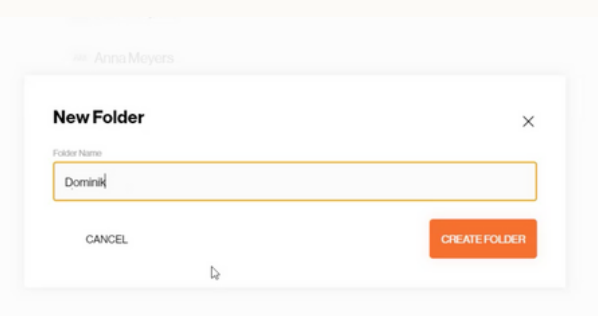 Anna Meyers
New Folder
Folder Name
Dominik
CANCEL
CREATE FOLDER